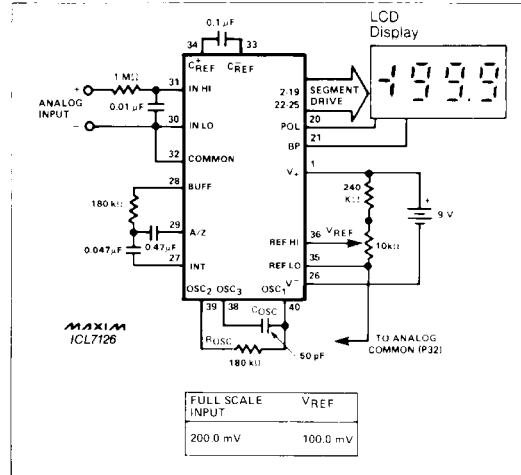 LCD
Display
0.1 μF
34 33
C+REF C−REF
1 MΩ
31
+
IN HI
ANALOG
INPUT
0.01 μF
−
30
IN LO
32
COMMON
28
BUFF
180 kΩ
29
A/Z
0.47μF
0.047μF
27
INT
2-19
22-25
SEGMENT
DRIVE
-199.9
20
POL
21
BP
1
V+
240
KΩ
+
9 V
36
REF HI
VREF
10kΩ
35
REF LO
26
V−
OSC2 OSC3 OSC1
39 38 40
COSC
ROSC
50 pF
180 kΩ
TO ANALOG
COMMON (P32)
MAXIM
ICL7126
FULL SCALE
INPUT
VREF
200.0 mV 100.0 mV